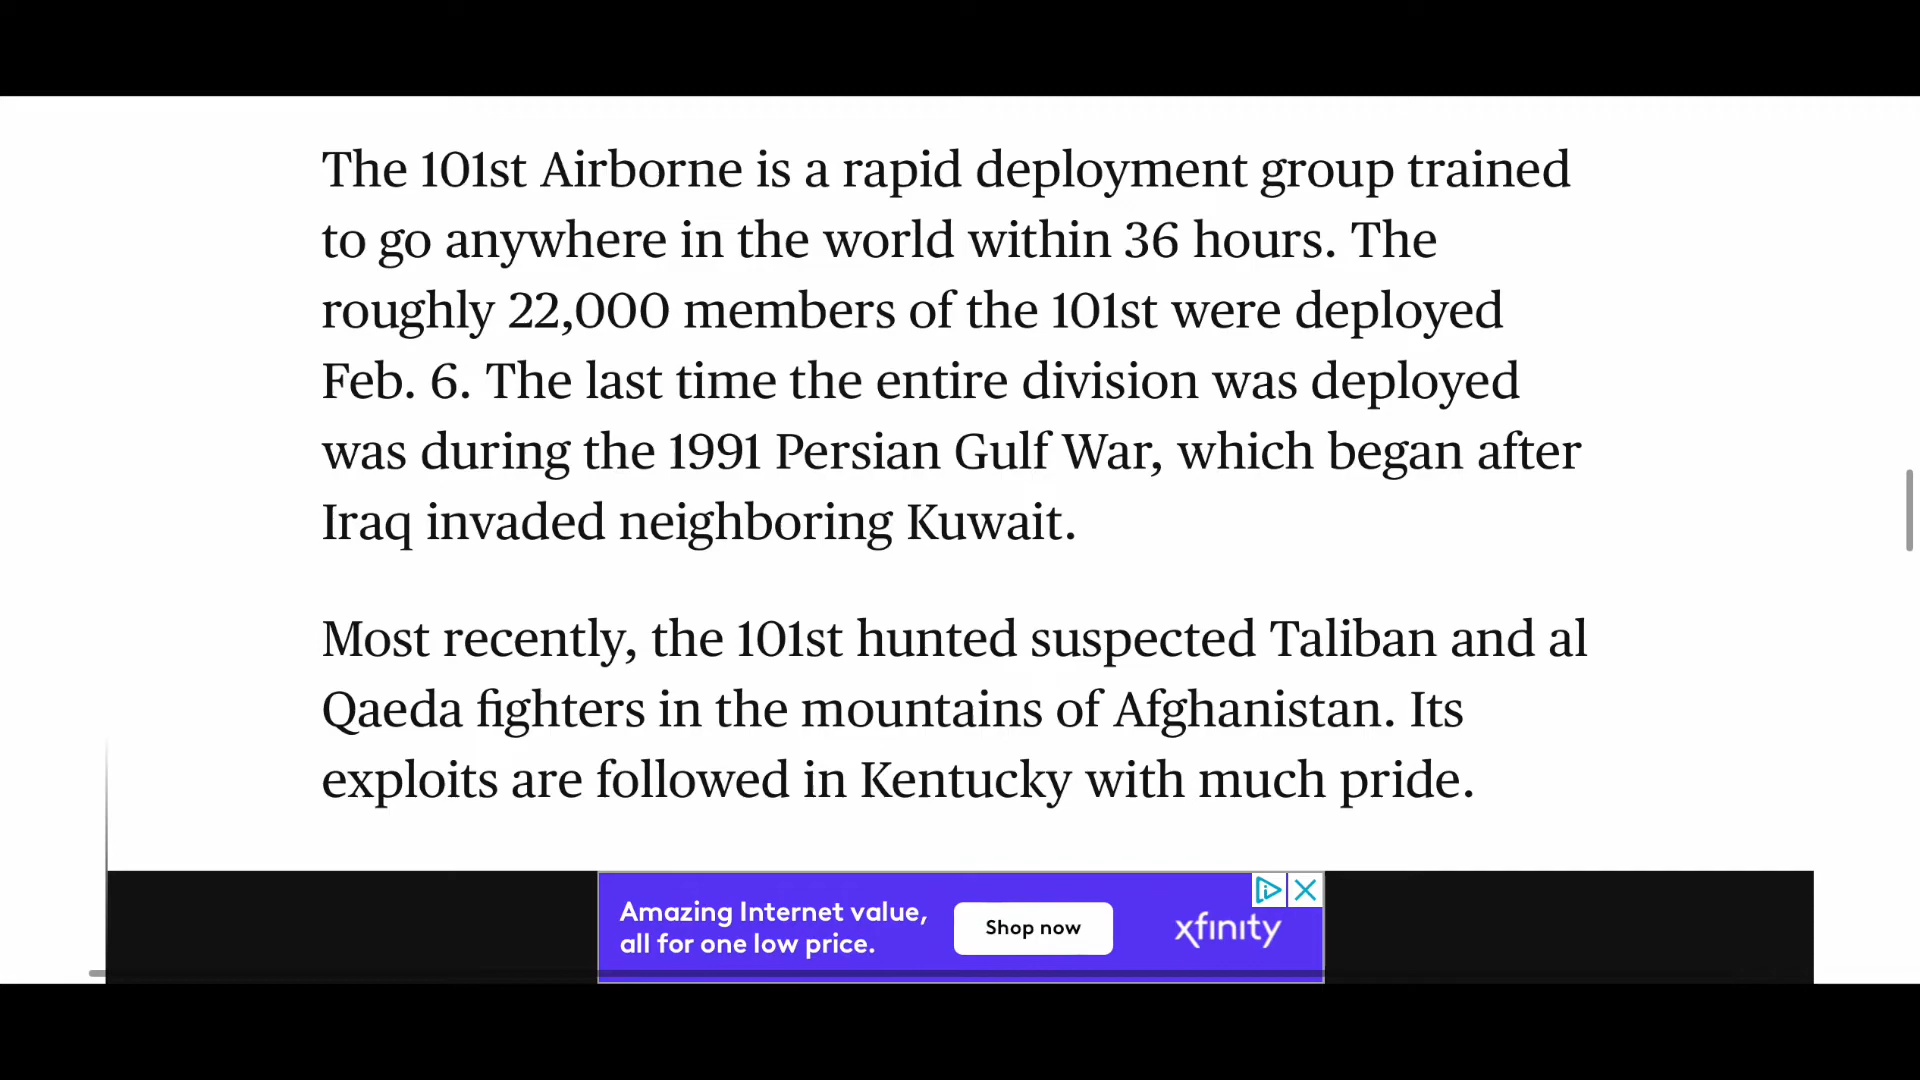 The 101st Airborne is a rapid deployment group trained
to go anywhere in the world within 36 hours. The
roughly 22,000 members of the 101st were deployed
Feb. 6. The last time the entire division was deployed
was during the 1991 Persian Gulf War, which began after
Iraq invaded neighboring Kuwait.
Most recently, the 101st hunted suspected Taliban and al
Qaeda fighters in the mountains of Afghanistan. Its
exploits are followed in Kentucky with much pride.
Amazing Internet value,
all for one low price.
Shop now
xfinity